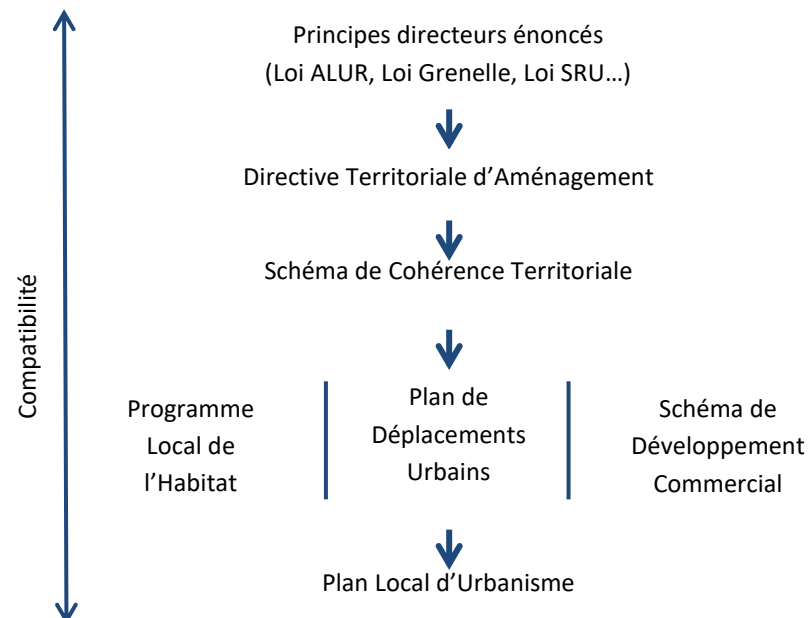 Principes directeurs énoncés
(Loi ALUR, Loi Grenelle, Loi SRU…)
Directive Territoriale d’Aménagement
Schéma de Cohérence Territoriale
Compatibilité
Programme
Local de
l’Habitat
Plan de
Déplacements
Urbains
Schéma de
Développement
Commercial
Plan Local d’Urbanisme